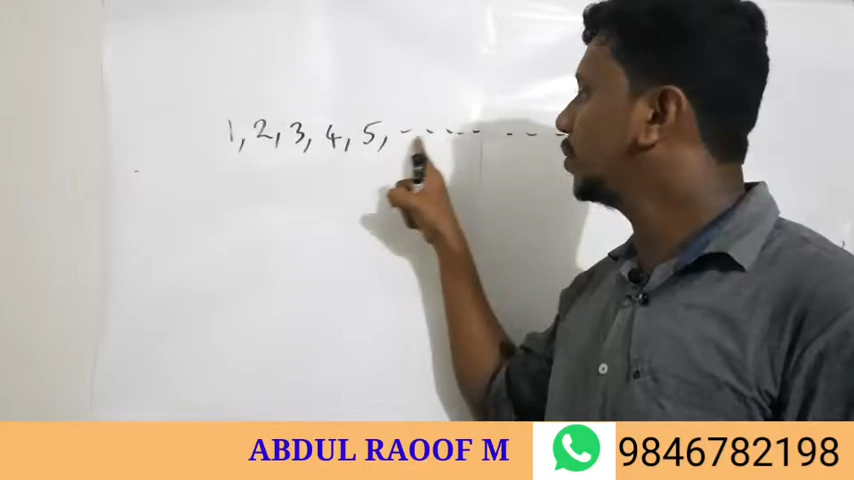 1, 2, 3, 4, 5, - - - - - - -
ABDUL RAOOF M 9846782198